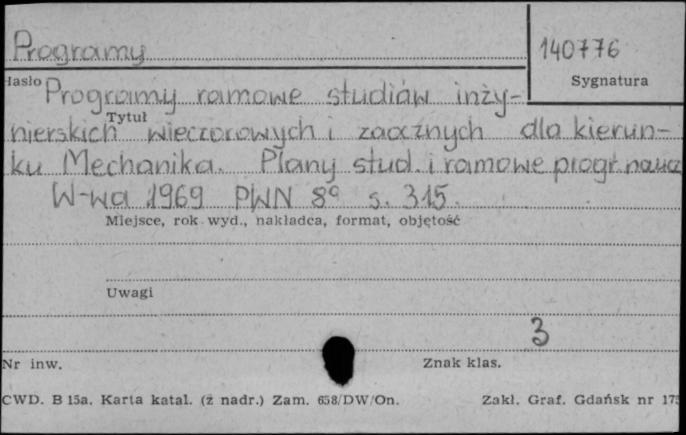 Programy
140776
Hasło
Sygnatura
Programy ramowe studiów inży-
Tytuł
nierskich wieczorowych i zaocznych dla kierun-
ku Mechanika. Plany stud. i ramowe progr. naucz
W-wa 1969 PWN 8° s. 315.
Miejsce, rok wyd., nakładca, format, objętość
Uwagi
3
Nr inw.
Znak klas.
CWD. B 15a. Karta katal. (ż nadr.) Zam. 658/DW/On.
Zakł. Graf. Gdańsk nr 175